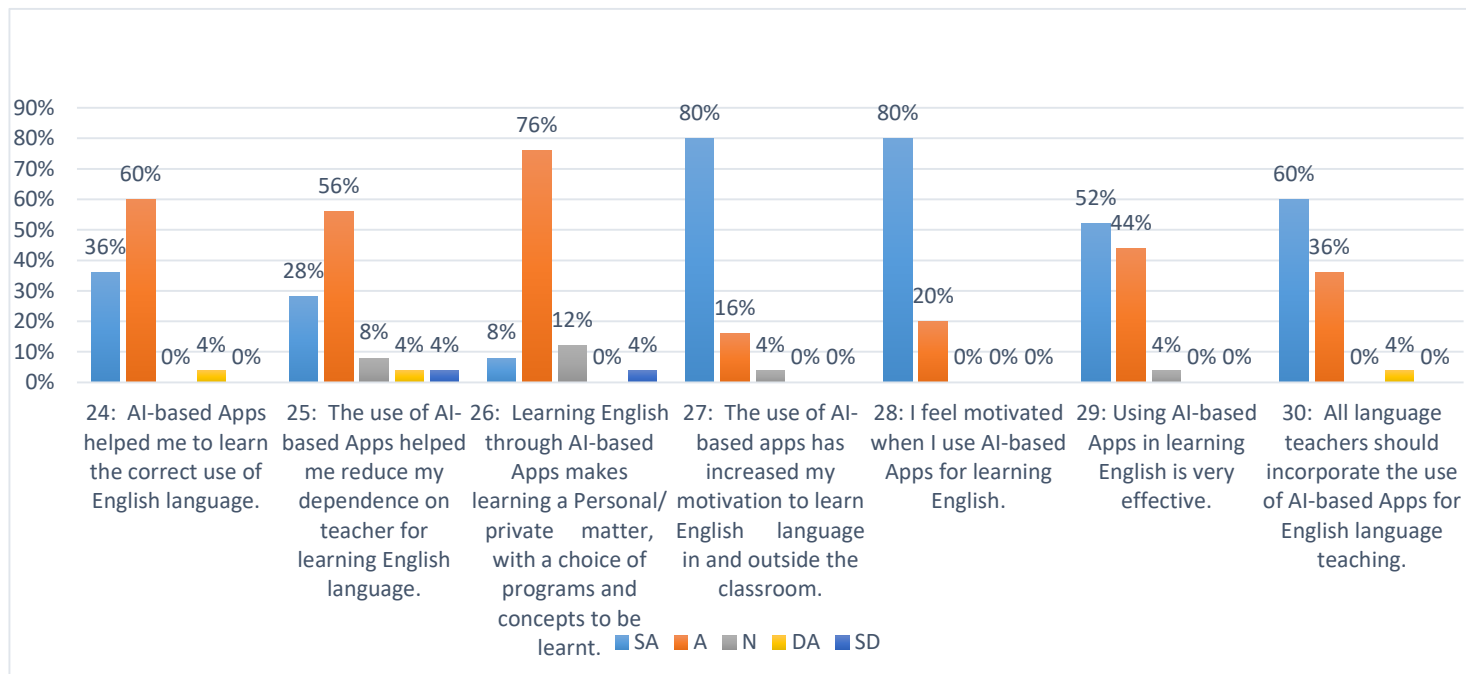 90%
80%
70%
60%
50%
40%
30%
20%
10%
0%
36% 60% 0% 4% 0%
28% 56% 8% 4% 4%
8% 76% 12% 0% 4%
80% 16% 4% 0% 0%
80% 20% 0% 0% 0%
52% 44% 4% 0% 0%
60% 36% 0% 4% 0%
24: AI-based Apps
helped me to learn
the correct use of
English language.
25: The use of AI-
based Apps helped
me reduce my
dependence on
teacher for
learning English
language.
26: Learning English
through AI-based
Apps makes
learning a Personal/
private matter,
with a choice of
programs and
concepts to be
learnt.
27: The use of AI-
based apps has
increased my
motivation to learn
English language
in and outside the
classroom.
28: I feel motivated
when I use AI-based
Apps for learning
English.
29: Using AI-based
Apps in learning
English is very
effective.
30: All language
teachers should
incorporate the use
of AI-based Apps for
English language
teaching.
SA A N DA SD